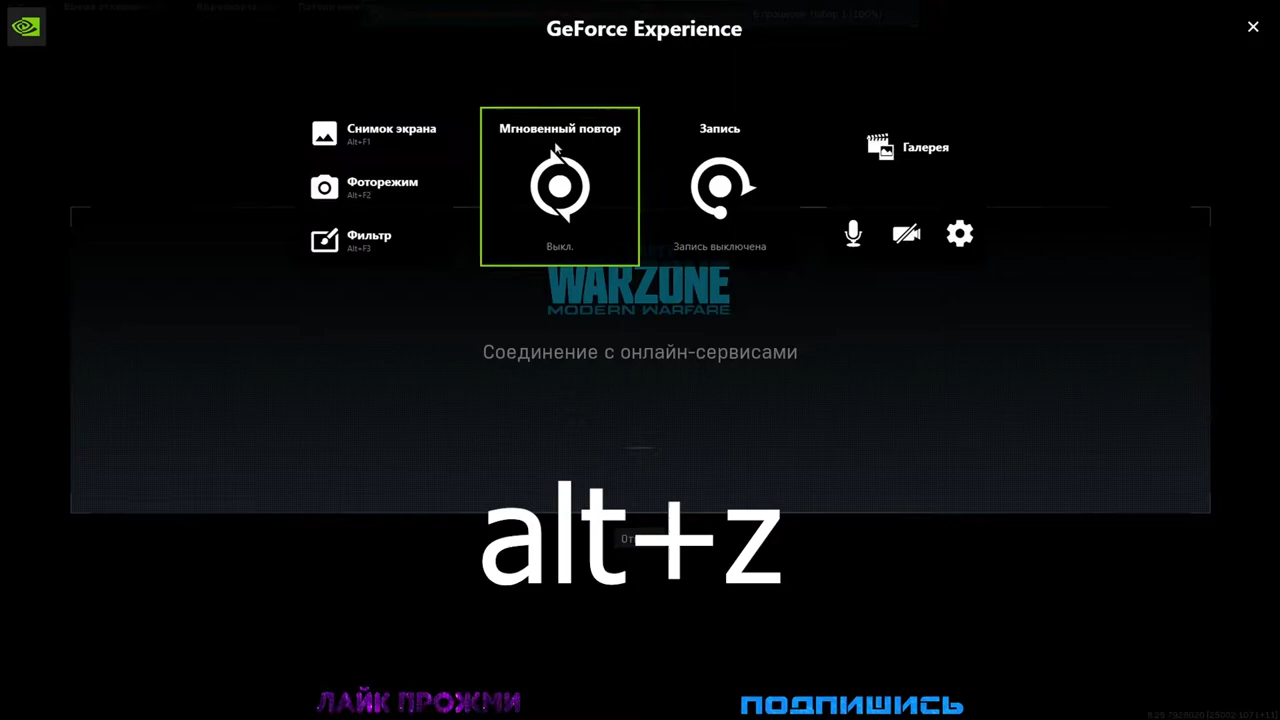 GeForce Experience
Снимок экрана
Alt+F1
Мгновенный повтор
Запись
Галерея
Фоторежим
Alt+F2
Фильтр
Alt+F3
Выкл.
Запись выключена
WARZONE
MODERN WARFARE
Соединение с онлайн-сервисами
alt+z
ЛАЙК ПРОЖМИ
ПОДПИШИСЬ